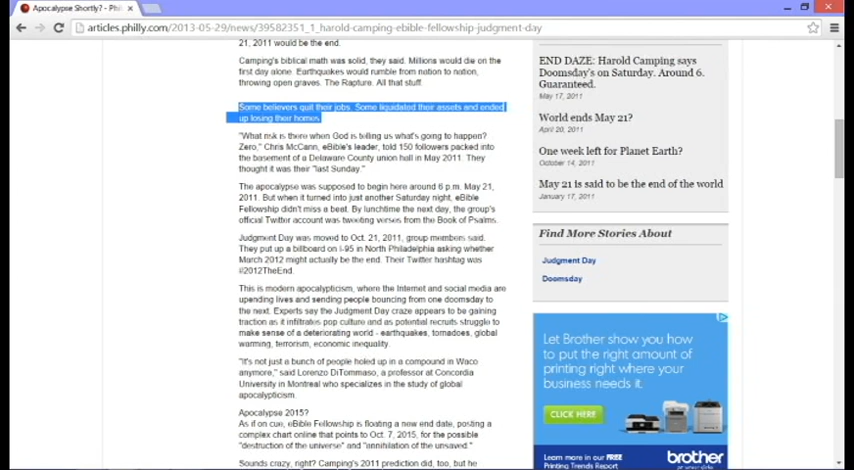 Apocalypse Shortly? - Phi
articles.philly.com/2013-05-29/news/39582351_1_harold-camping-ebible-fellowship-judgment-day
21, 2011 would be the end.
Camping's biblical math was solid, they said. Millions would die on the
first day alone. Earthquakes would rumble from nation to nation,
throwing open graves. The Rapture. All that stuff.
Some believers quit their jobs. Some liquidated their assets and ended
up losing their homes.
"What risk is there when God is telling us what's going to happen?
Zero," Chris McCann, eBible's leader, told 150 followers packed into
the basement of a Delaware County union hall in May 2011. They
thought it was their "last Sunday."
The apocalypse was supposed to begin here around 6 p.m. May 21,
2011. But when it turned into just another Saturday night, eBible
Fellowship didn't miss a beat. By lunchtime the next day, the group's
official Twitter account was tweeting verses from the Book of Psalms.
Judgment Day was moved to Oct. 21, 2011, group members said.
They put up a billboard on I-95 in North Philadelphia asking whether
March 2012 might actually be the end. Their Twitter hashtag was
#2012TheEnd.
This is modern apocalypticism, where the Internet and social media are
upending lives and sending people bouncing from one doomsday to
the next. Experts say the Judgment Day craze appears to be gaining
traction as it infiltrates pop culture and as potential recruits struggle to
make sense of a deteriorating world - earthquakes, tornadoes, global
warming, terrorism, economic inequality.
"It's not just a bunch of people holed up in a compound in Waco
anymore," said Lorenzo DiTommaso, a professor at Concordia
University in Montreal who specializes in the study of global
apocalypticism.
Apocalypse 2015?
As if on cue, eBible Fellowship is floating a new end date, posting a
complex chart online that points to Oct. 7, 2015, for the possible
"destruction of the universe" and "annihilation of the unsaved."
Sounds crazy, right? Camping's 2011 prediction did, too, but he
END DAZE: Harold Camping says
Doomsday's on Saturday. Around 6.
Guaranteed.
May 17, 2011
World ends May 21?
April 20, 2011
One week left for Planet Earth?
October 14, 2011
May 21 is said to be the end of the world
January 17, 2011
Find More Stories About
Judgment Day
Doomsday
Let Brother show you how
to put the right amount of
printing right where your
business needs it.
CLICK HERE
Learn more in our FREE
Printing Trends Report
brother
at your side